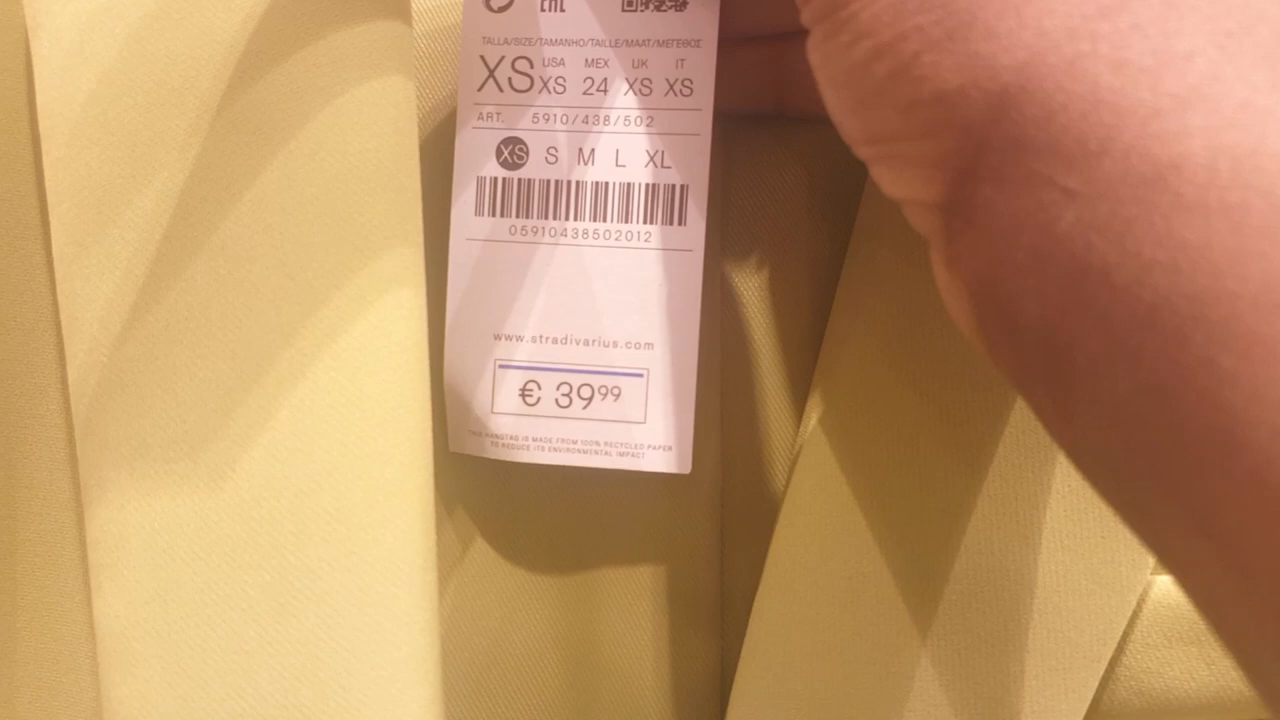 EAC
TALLA/SIZE/TAMANHO/TAILLE/MAAT/ΜΕΓΕΘΟΣ
XS USA XS MEX 24 UK XS IT XS
ART. 5910/438/502
XS S M L XL
05910438502012
www.stradivarius.com
€ 3999
THIS HANGTAG IS MADE FROM 100% RECYCLED PAPER
TO REDUCE ITS ENVIRONMENTAL IMPACT